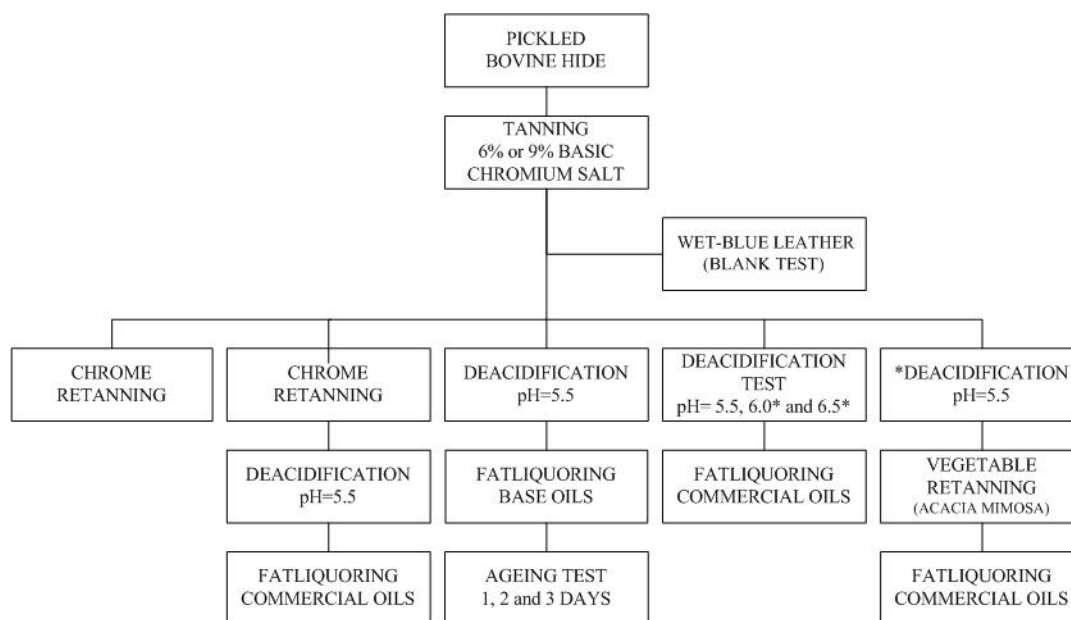 PICKLED
BOVINE HIDE
TANNING
6% or 9% BASIC
CHROMIUM SALT
WET-BLUE LEATHER
(BLANK TEST)
CHROME
RETANNING
CHROME
RETANNING
DEACIDIFICATION
pH=5.5
DEACIDIFICATION
TEST
pH= 5.5, 6.0* and 6.5*
*DEACIDIFICATION
pH=5.5
DEACIDIFICATION
pH=5.5
FATLIQUORING
BASE OILS
FATLIQUORING
COMMERCIAL OILS
VEGETABLE
RETANNING
(ACACIA MIMOSA)
FATLIQUORING
COMMERCIAL OILS
AGEING TEST
1, 2 and 3 DAYS
FATLIQUORING
COMMERCIAL OILS